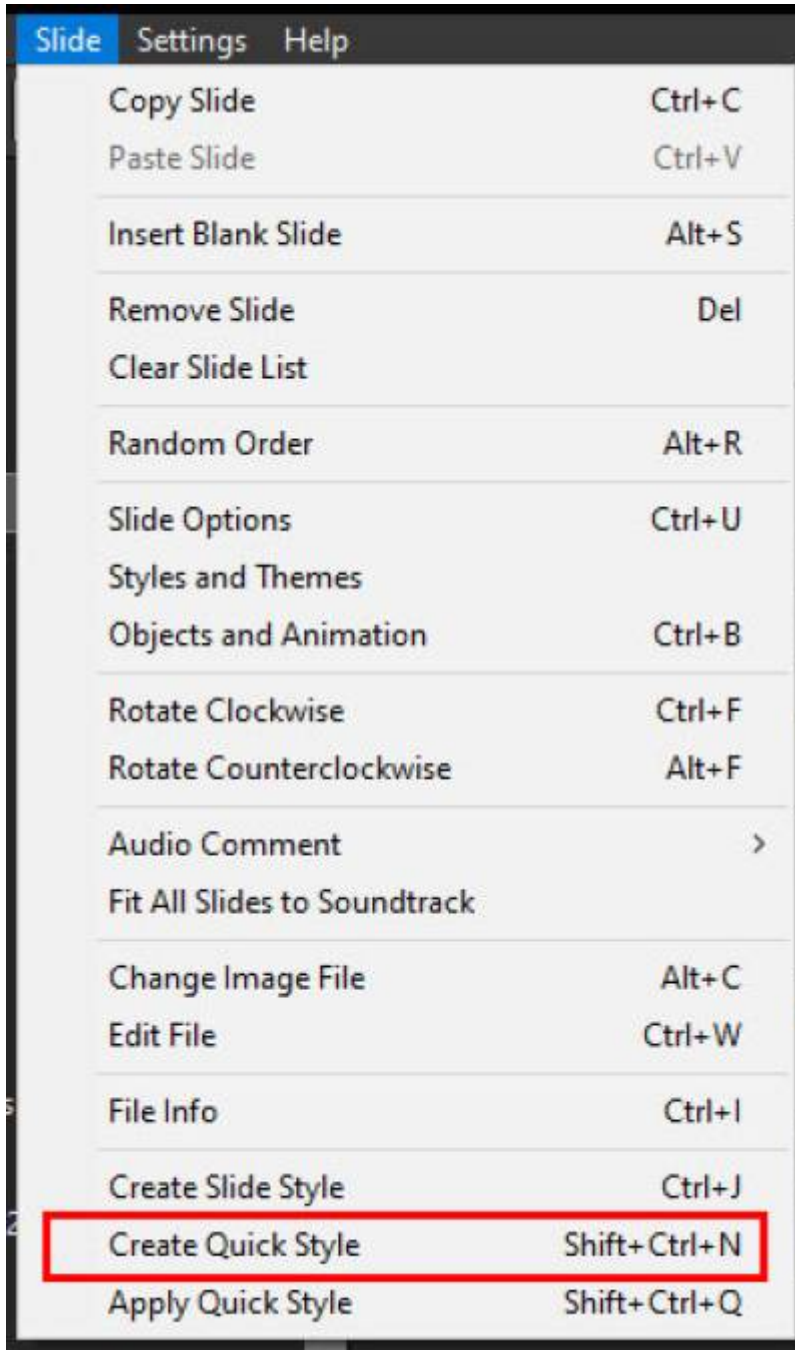 Slide Settings Help
Copy Slide Ctrl+C
Paste Slide Ctrl+V
Insert Blank Slide Alt+S
Remove Slide Del
Clear Slide List
Random Order Alt+R
Slide Options Ctrl+U
Styles and Themes
Objects and Animation Ctrl+B
Rotate Clockwise Ctrl+F
Rotate Counterclockwise Alt+F
Audio Comment >
Fit All Slides to Soundtrack
Change Image File Alt+C
Edit File Ctrl+W
File Info Ctrl+I
Create Slide Style Ctrl+J
Create Quick Style Shift+Ctrl+N
Apply Quick Style Shift+Ctrl+Q